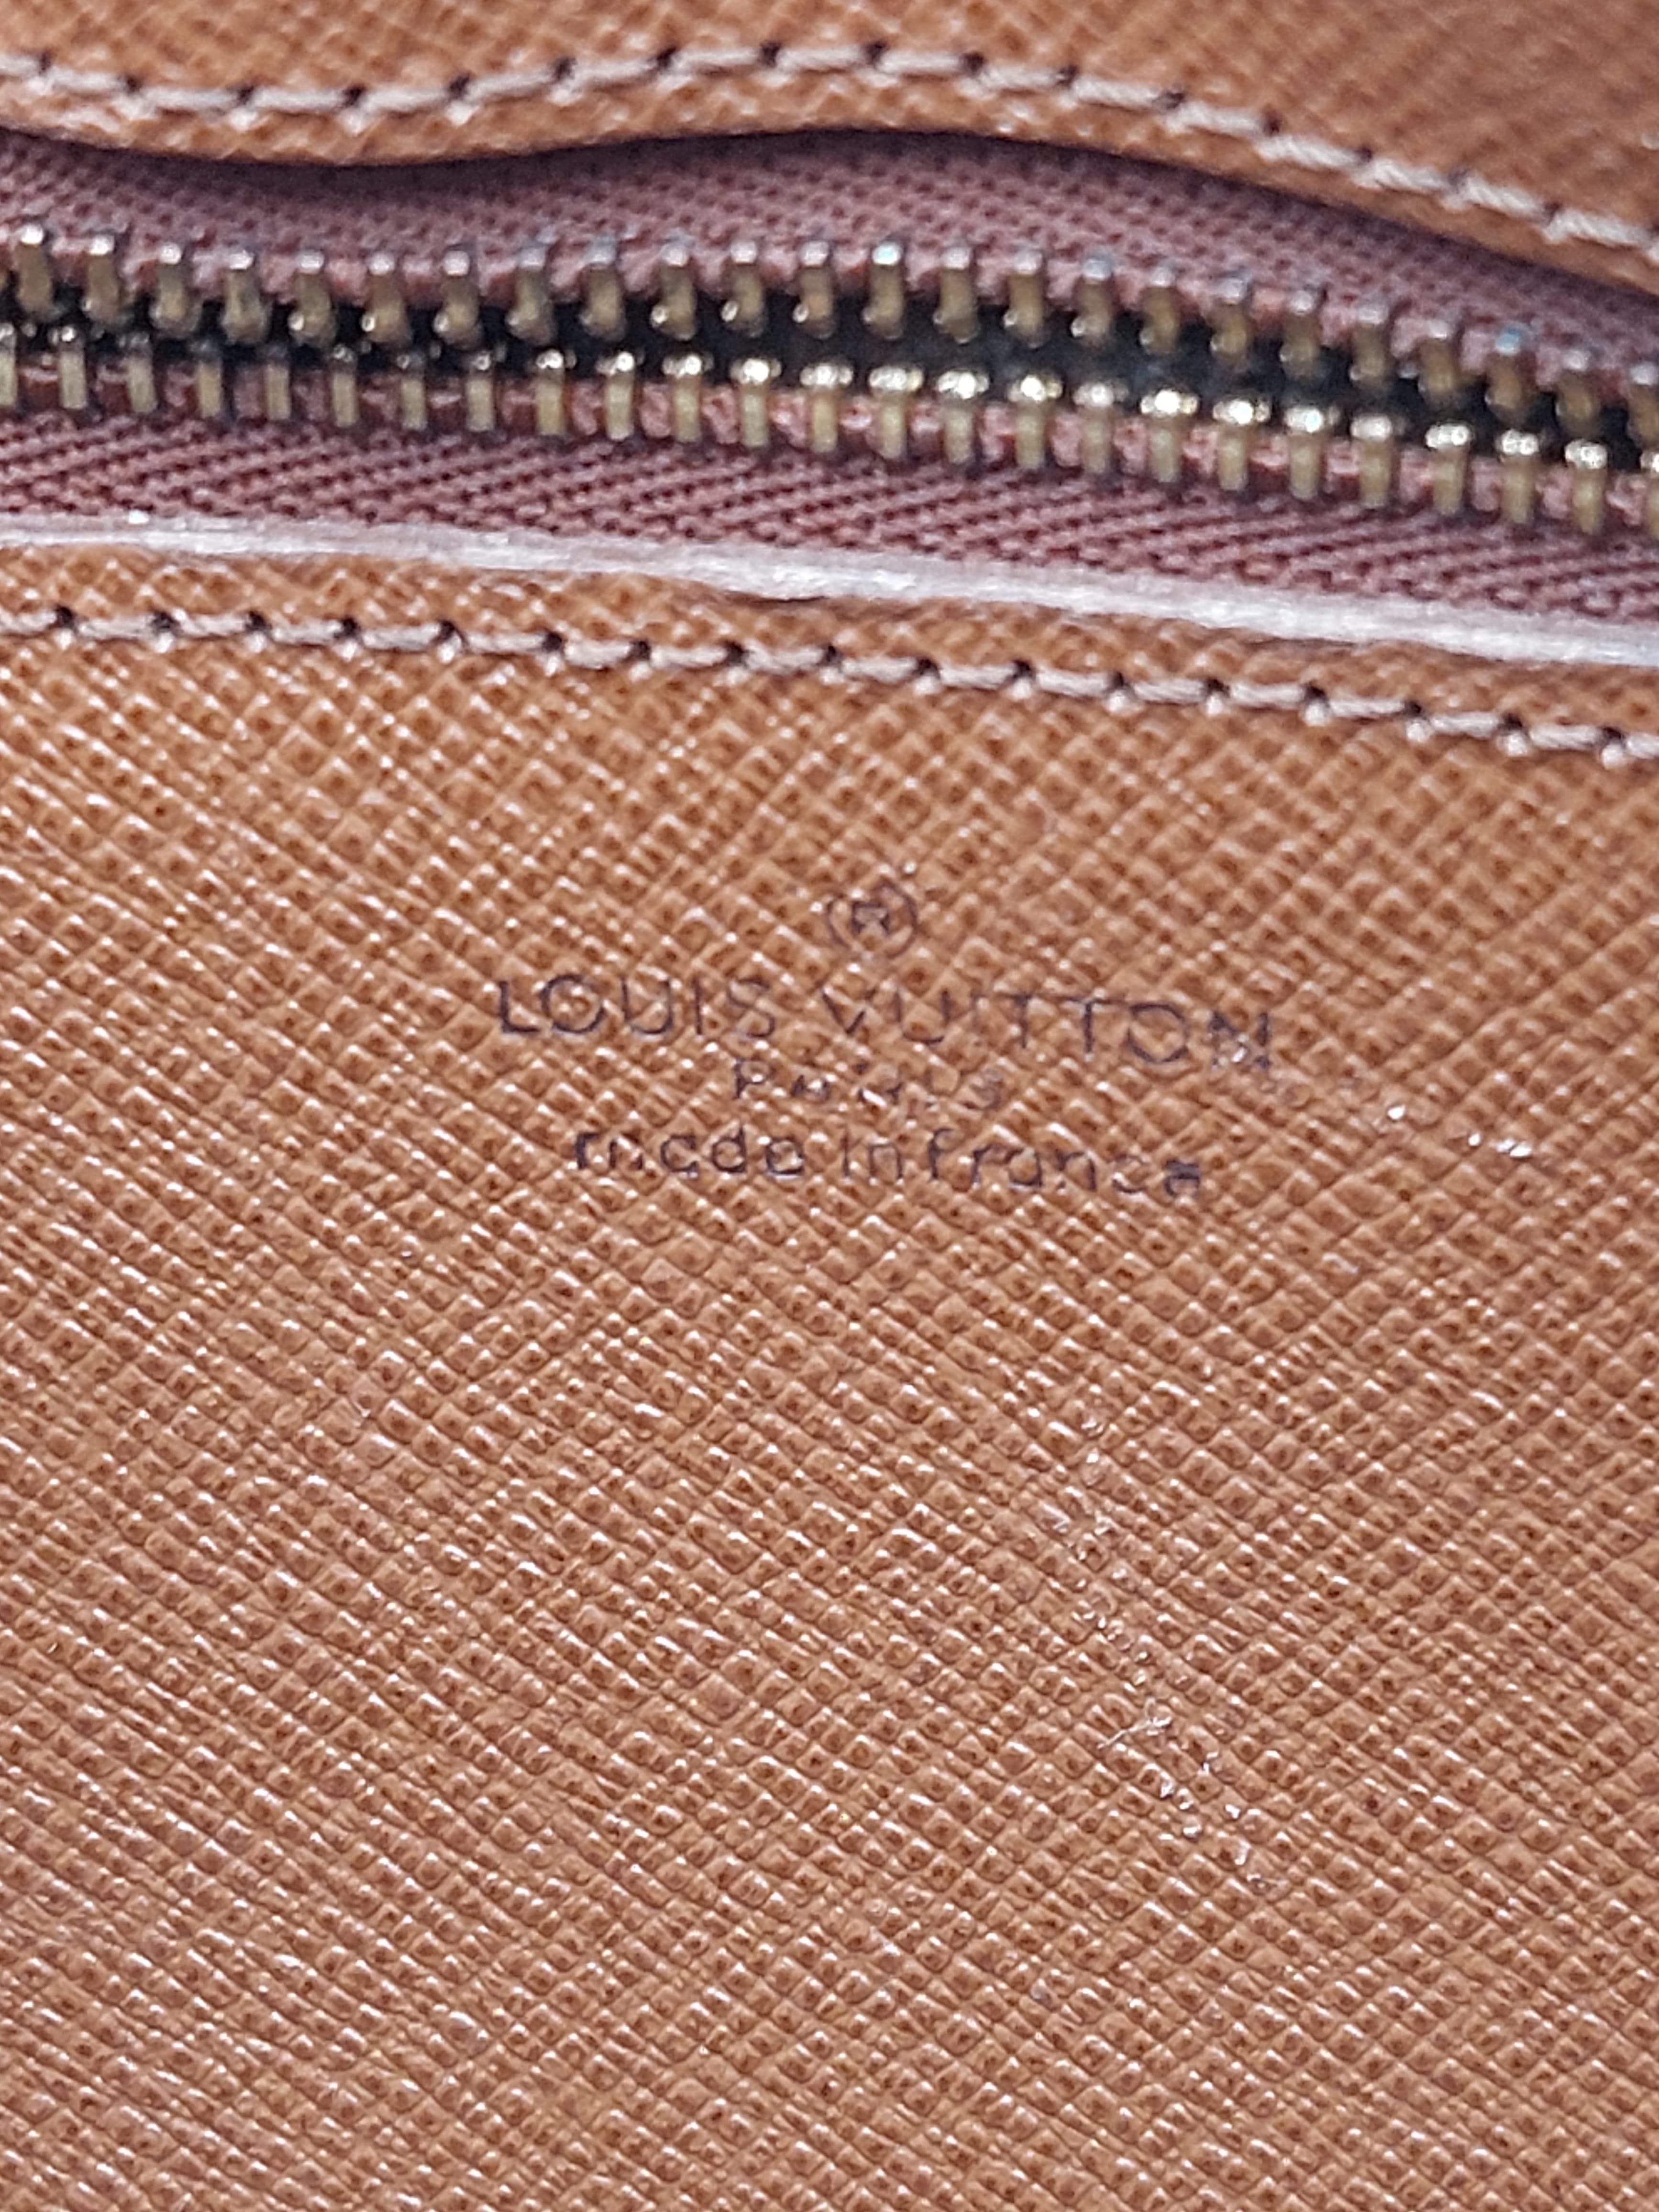 ®
LOUIS VUITTON
PARIS
made in france